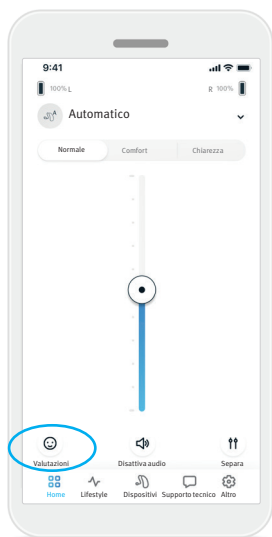 9:41
100% L R 100%
Automatico
Normale Comfort Chiarezza
Valutazioni Disattiva audio Separa
Home Lifestyle Dispositivi Supporto tecnico Altro